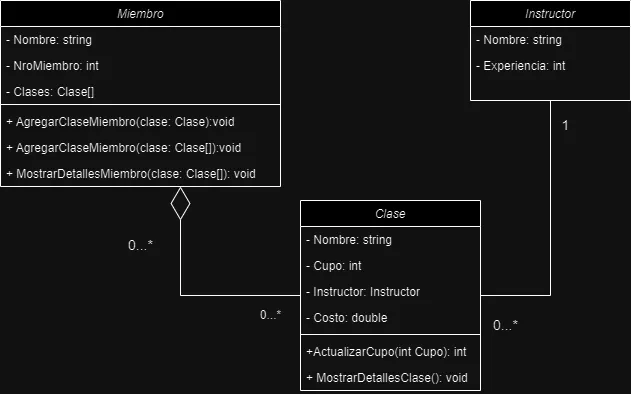 Miembro
- Nombre: string
- NroMiembro: int
- Clases: Clase[]
+ AgregarClaseMiembro(clase: Clase):void
+ AgregarClaseMiembro(clase: Clase[]):void
+ MostrarDetallesMiembro(clase: Clase[]): void
Instructor
- Nombre: string
- Experiencia: int
1
0...*
0...*
Clase
- Nombre: string
- Cupo: int
- Instructor: Instructor
- Costo: double
+ActualizarCupo(int Cupo): int
+ MostrarDetallesClase(): void
0...*